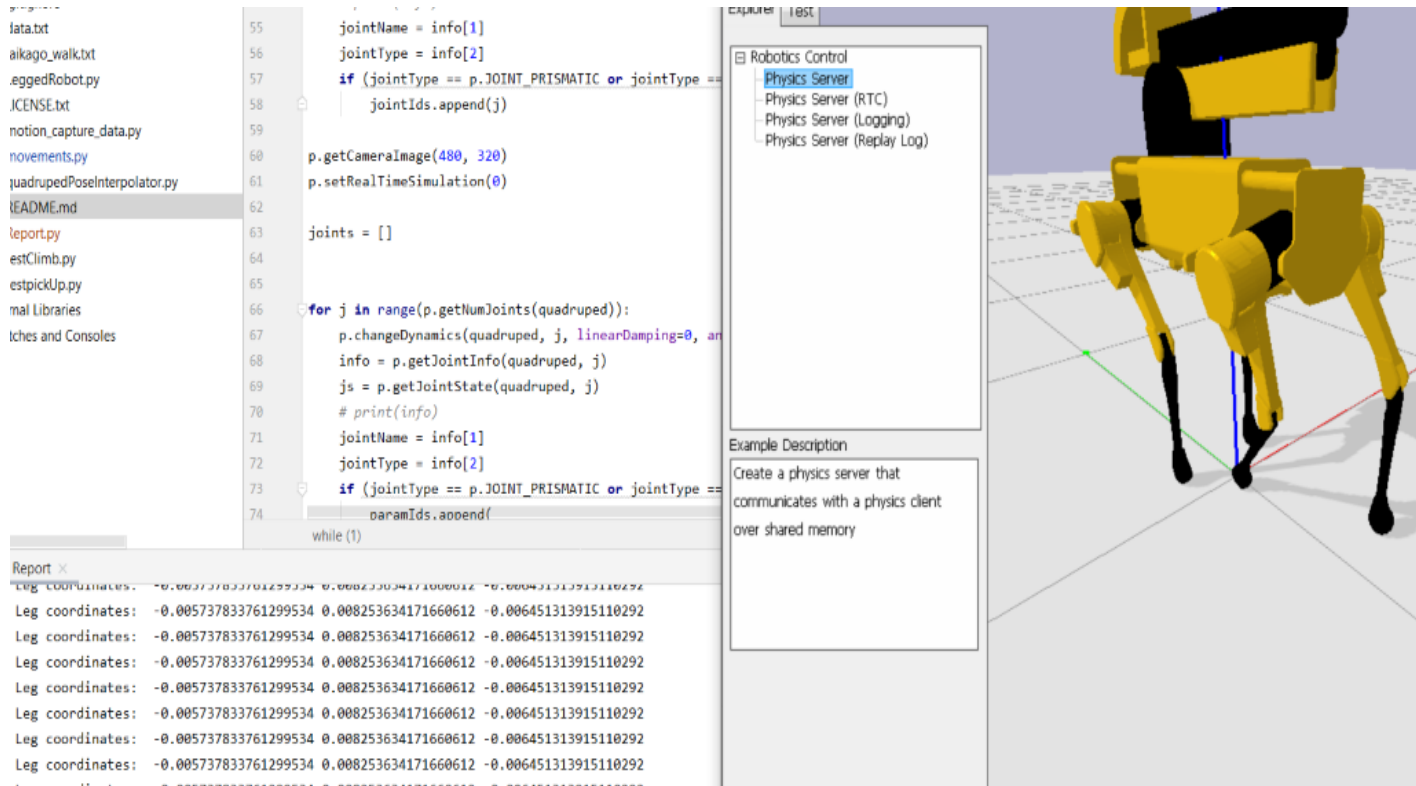 data.txt
aikago_walk.txt
.eggedRobot.py
ICENSE.txt
notion_capture_data.py
novements.py
quadrupedPoseInterpolator.py
README.md
Report.py
estClimb.py
estpickUp.py
rnal Libraries
tches and Consoles
55 jointName = info[1]
56 jointType = info[2]
57 if (jointType == p.JOINT_PRISMATIC or jointType ==
58 jointIds.append(j)
59
60 p.getCameraImage(480, 320)
61 p.setRealTimeSimulation(0)
62
63 joints = []
64
65
66 for j in range(p.getNumJoints(quadruped)):
67 p.changeDynamics(quadruped, j, linearDamping=0, an
68 info = p.getJointInfo(quadruped, j)
69 js = p.getJointState(quadruped, j)
70 # print(info)
71 jointName = info[1]
72 jointType = info[2]
73 if (jointType == p.JOINT_PRISMATIC or jointType ==
74 paramIds.append(
while (1)
Explorer Test
Robotics Control
Physics Server
Physics Server (RTC)
Physics Server (Logging)
Physics Server (Replay Log)
Example Description
Create a physics server that
communicates with a physics client
over shared memory
Report
Leg coordinates: -0.005737833761299534 0.008253634171660612 -0.006451313915110292
Leg coordinates: -0.005737833761299534 0.008253634171660612 -0.006451313915110292
Leg coordinates: -0.005737833761299534 0.008253634171660612 -0.006451313915110292
Leg coordinates: -0.005737833761299534 0.008253634171660612 -0.006451313915110292
Leg coordinates: -0.005737833761299534 0.008253634171660612 -0.006451313915110292
Leg coordinates: -0.005737833761299534 0.008253634171660612 -0.006451313915110292
Leg coordinates: -0.005737833761299534 0.008253634171660612 -0.006451313915110292
Leg coordinates: -0.005737833761299534 0.008253634171660612 -0.006451313915110292